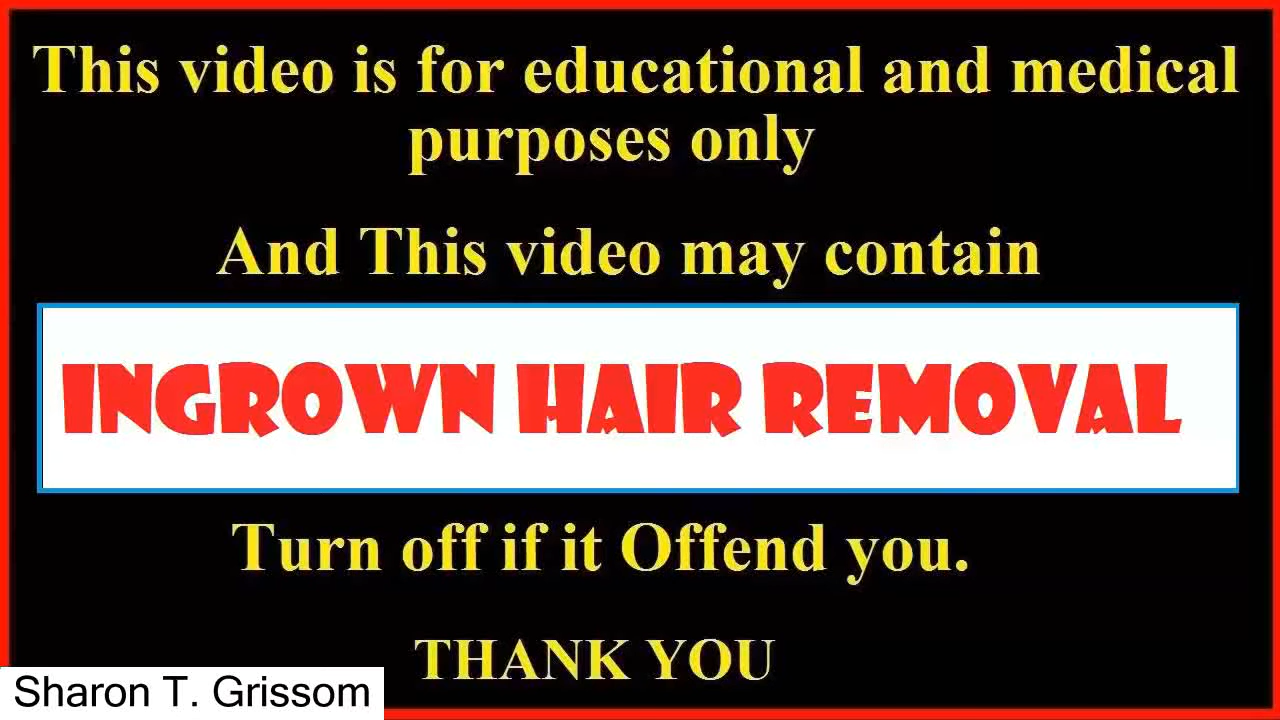 This video is for educational and medical
purposes only
And This video may contain
INGROWN HAIR REMOVAL
Turn off if it Offend you.
THANK YOU
Sharon T. Grissom